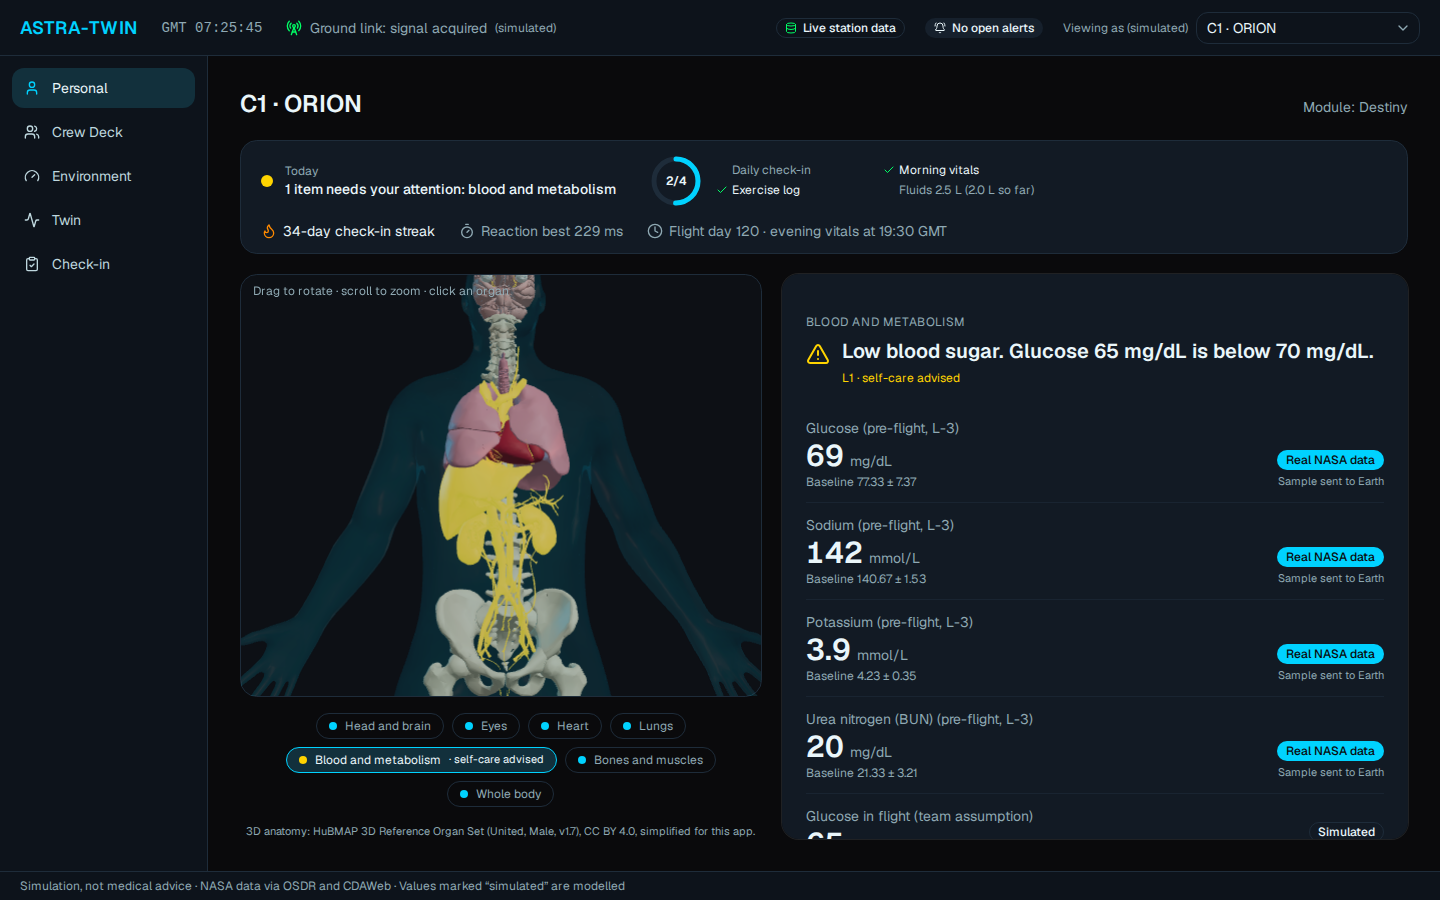 ASTRA-TWIN
GMT 07:25:45
Ground link: signal acquired (simulated)
Live station data
No open alerts
Viewing as (simulated)
C1 · ORION
Personal
Crew Deck
Environment
Twin
Check-in
C1 · ORION
Module: Destiny
Today
1 item needs your attention: blood and metabolism
2/4
Daily check-in
Morning vitals
Exercise log
Fluids 2.5 L (2.0 L so far)
34-day check-in streak
Reaction best 229 ms
Flight day 120 · evening vitals at 19:30 GMT
Drag to rotate · scroll to zoom · click an organ
Head and brain
Eyes
Heart
Lungs
Blood and metabolism · self-care advised
Bones and muscles
Whole body
3D anatomy: HuBMAP 3D Reference Organ Set (United, Male, v1.7), CC BY 4.0, simplified for this app.
BLOOD AND METABOLISM
Low blood sugar. Glucose 65 mg/dL is below 70 mg/dL.
L1 · self-care advised
Glucose (pre-flight, L-3)
69 mg/dL
Baseline 77.33 ± 7.37
Real NASA data
Sample sent to Earth
Sodium (pre-flight, L-3)
142 mmol/L
Baseline 140.67 ± 1.53
Real NASA data
Sample sent to Earth
Potassium (pre-flight, L-3)
3.9 mmol/L
Baseline 4.23 ± 0.35
Real NASA data
Sample sent to Earth
Urea nitrogen (BUN) (pre-flight, L-3)
20 mg/dL
Baseline 21.33 ± 3.21
Real NASA data
Sample sent to Earth
Glucose in flight (team assumption)
65
Simulated
Simulation, not medical advice · NASA data via OSDR and CDAWeb · Values marked “simulated” are modelled